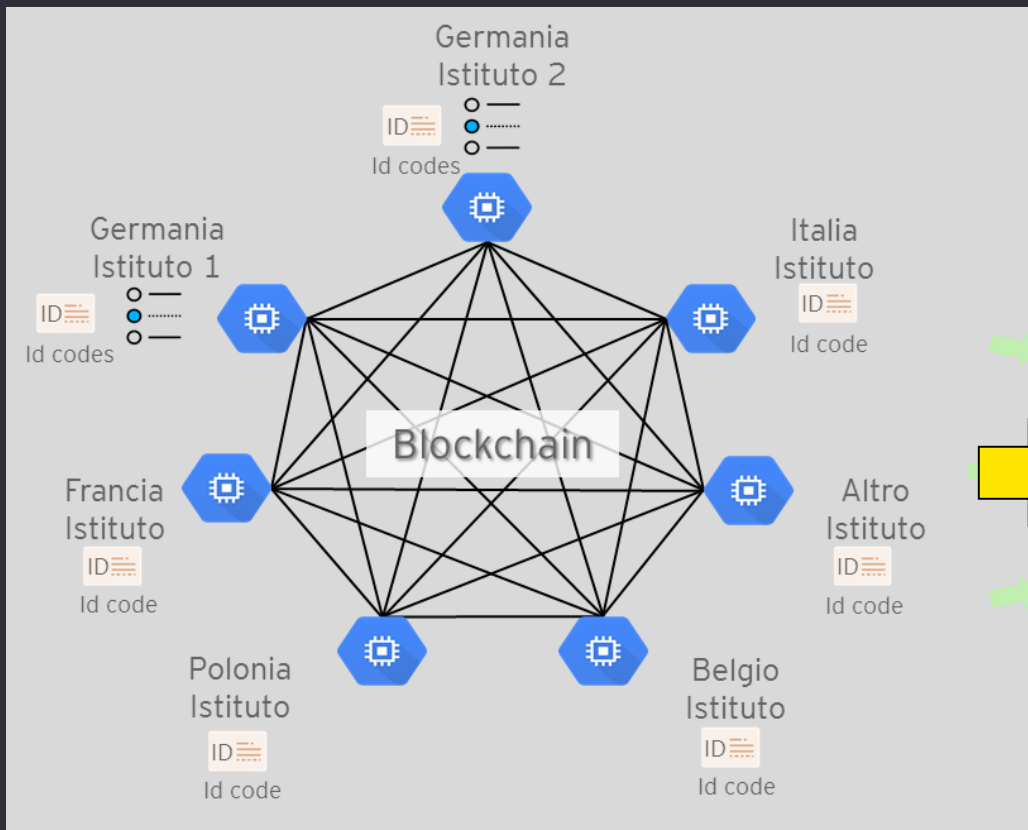 Germania
Istituto 2
ID
Id codes
Germania
Istituto 1
ID
Id codes
Italia
Istituto
ID
Id code
Blockchain
Francia
Istituto
ID
Id code
Altro
Istituto
ID
Id code
Polonia
Istituto
ID
Id code
Belgio
Istituto
ID
Id code